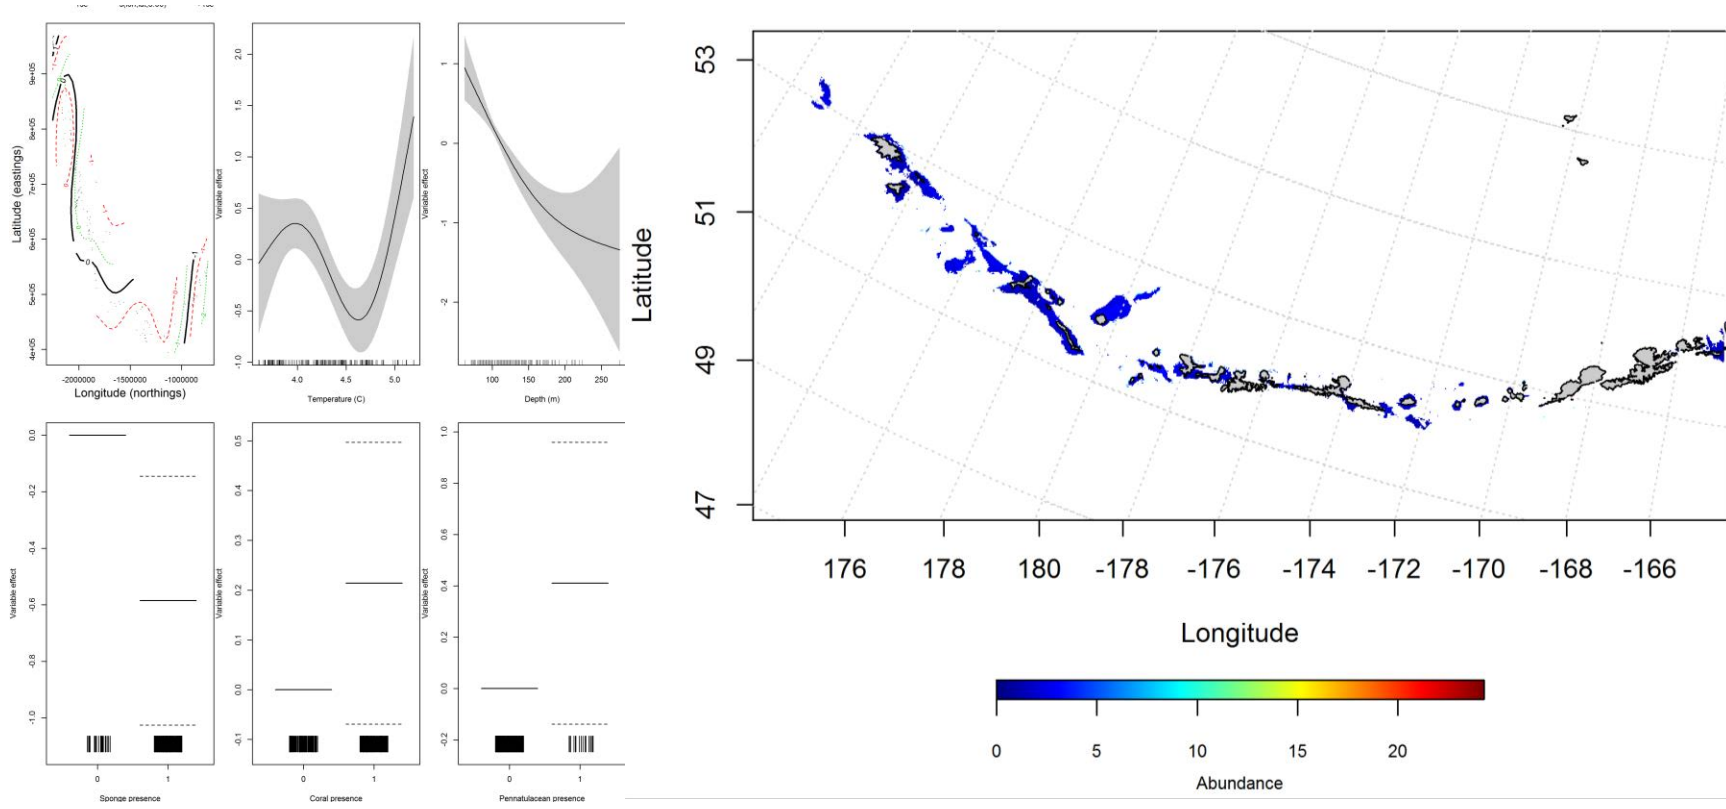 2.0
1.5
1.0
0.5
0.0
-0.5
-1.0
9e+05
8e+05
7e+05
6e+05
5e+05
4e+05
Latitude (eastings)
-2000000 -1500000 -1000000
Longitude (northings)
Variable effect
4.0 4.5 5.0
Temperature (C)
Variable effect
1
0
-1
-2
100 150 200 250
Depth (m)
0.0
-0.2
-0.4
-0.6
-0.8
-1.0
Variable effect
0 1
Sponge presence
0.5
0.4
0.3
0.2
0.1
0.0
-0.1
Variable effect
0 1
Coral presence
1.0
0.8
0.6
0.4
0.2
0.0
-0.2
Variable effect
0 1
Pennatulacean presence
Latitude
53
51
49
47
176 178 180 -178 -176 -174 -172 -170 -168 -166
Longitude
0 5 10 15 20
Abundance